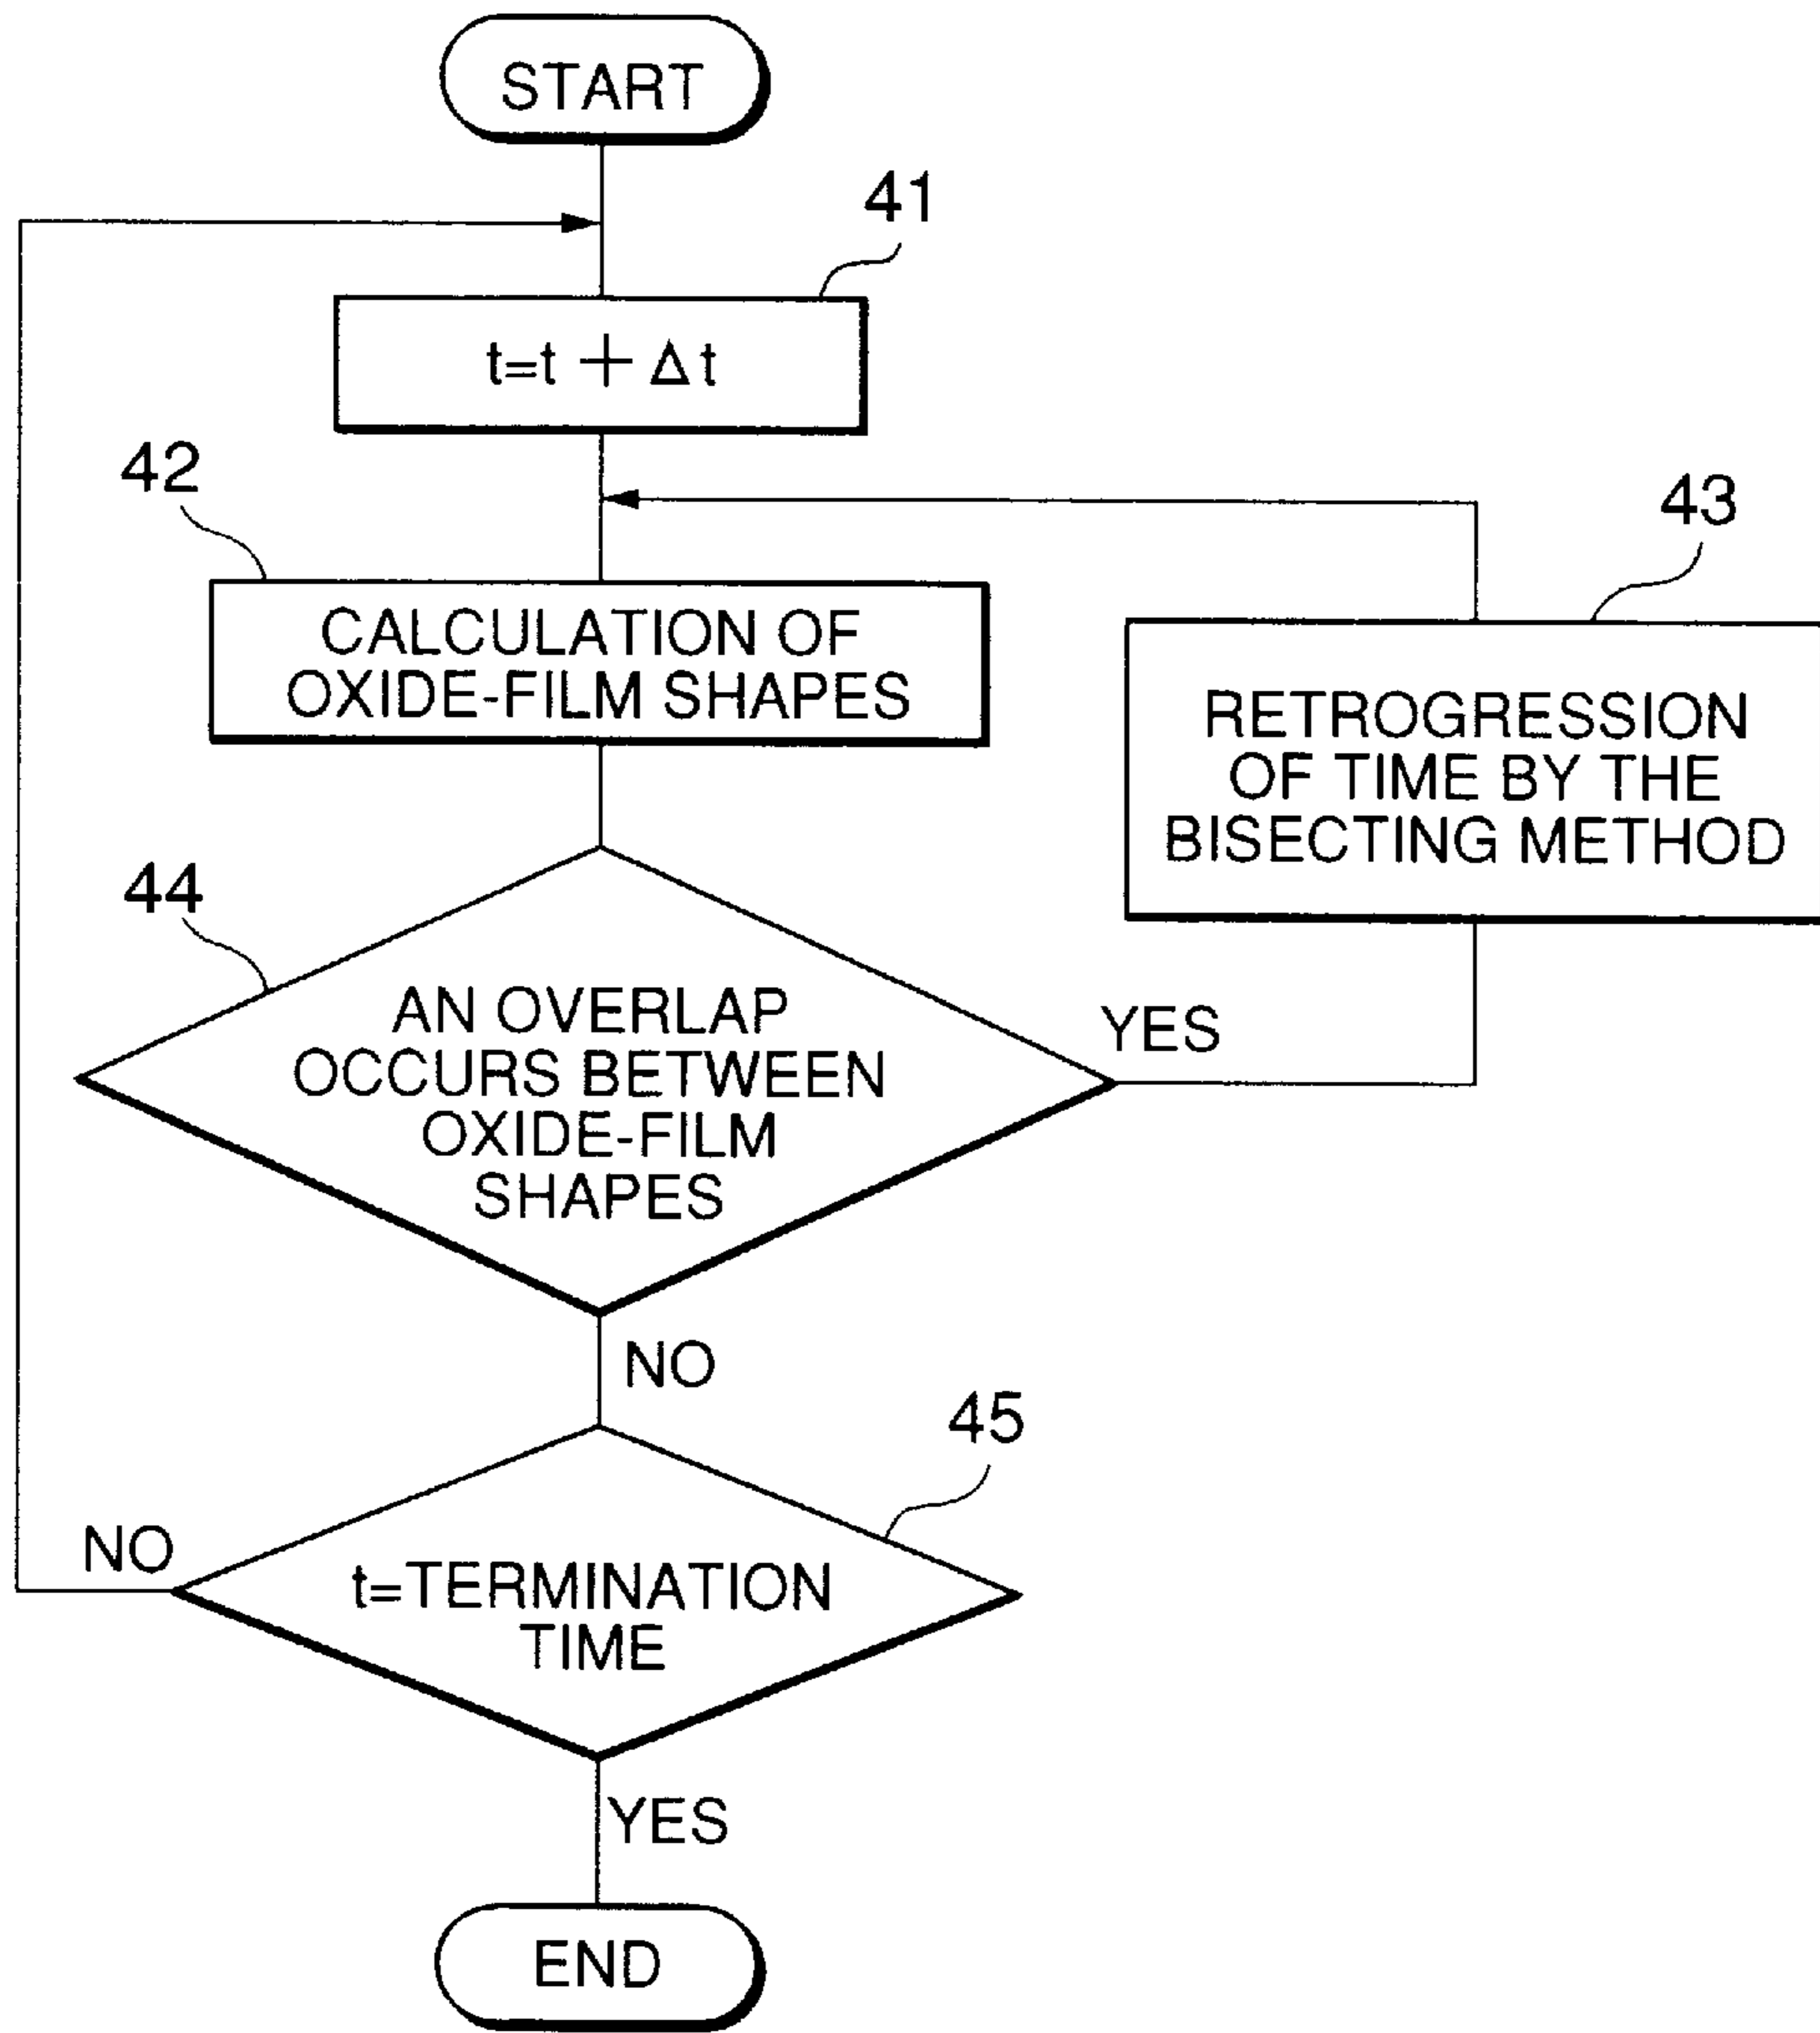 START
41
t=t + Δt
42
CALCULATION OF
OXIDE-FILM SHAPES
43
RETROGRESSION
OF TIME BY THE
BISECTING METHOD
44
AN OVERLAP
OCCURS BETWEEN
OXIDE-FILM
SHAPES
YES
NO
45
NO
t=TERMINATION
TIME
YES
END